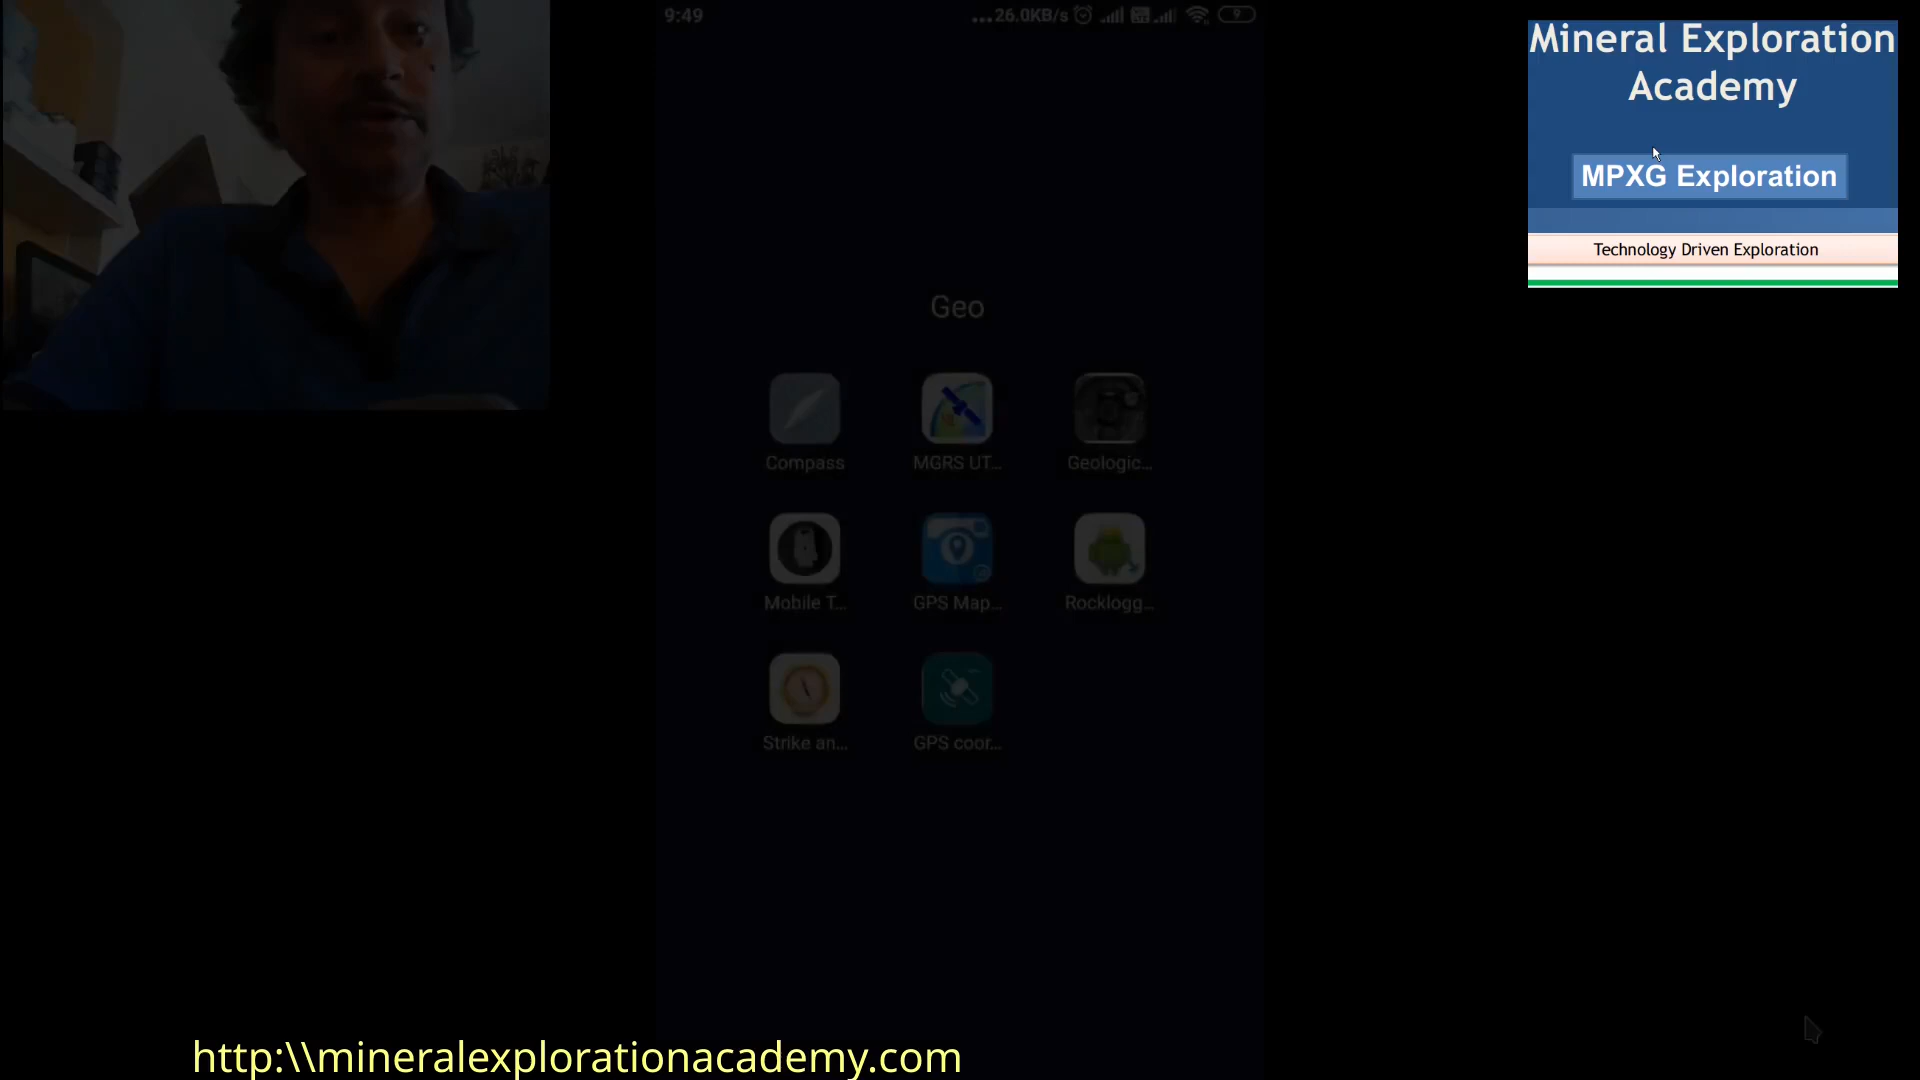 9:49
...26.0KB/s
Mineral Exploration
Academy
MPXG Exploration
Technology Driven Exploration
Geo
Compass
MGRS UT...
Geologic...
Mobile T...
GPS Map...
Rocklogg...
Strike an...
GPS coor...
http:\\mineralexplorationacademy.com